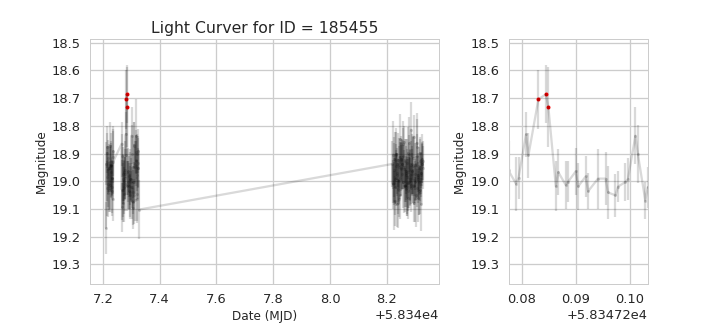 Light Curver for ID = 185455
18.5
18.6
18.7
18.8
18.9
19.0
19.1
19.2
19.3
Magnitude
7.2 7.4 7.6 7.8 8.0 8.2
Date (MJD)
+5.834e4
18.5
18.6
18.7
18.8
18.9
19.0
19.1
19.2
19.3
Magnitude
0.08 0.09 0.10
+5.83472e4